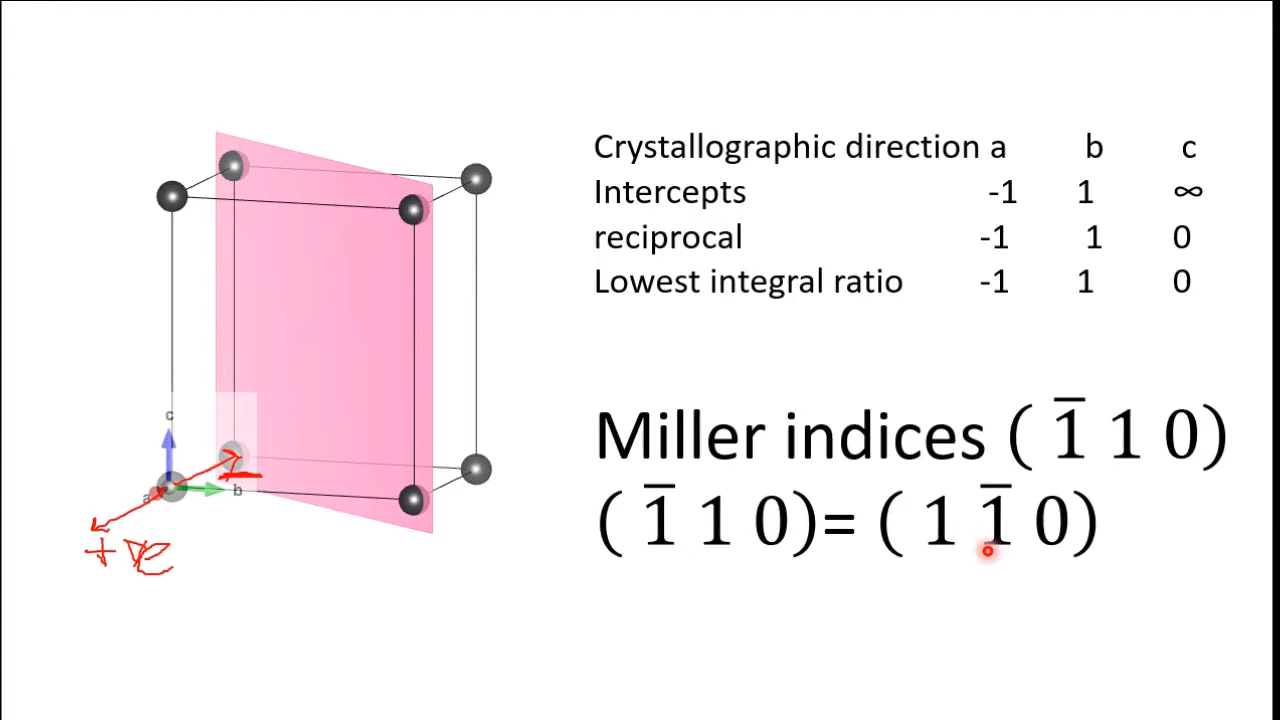 Crystallographic direction a b c
Intercepts -1 1 ∞
reciprocal -1 1 0
Lowest integral ratio -1 1 0
Miller indices ( 1̅ 1 0)
( 1̅ 1 0)= ( 1 1̅ 0)
c
a
b
+ve